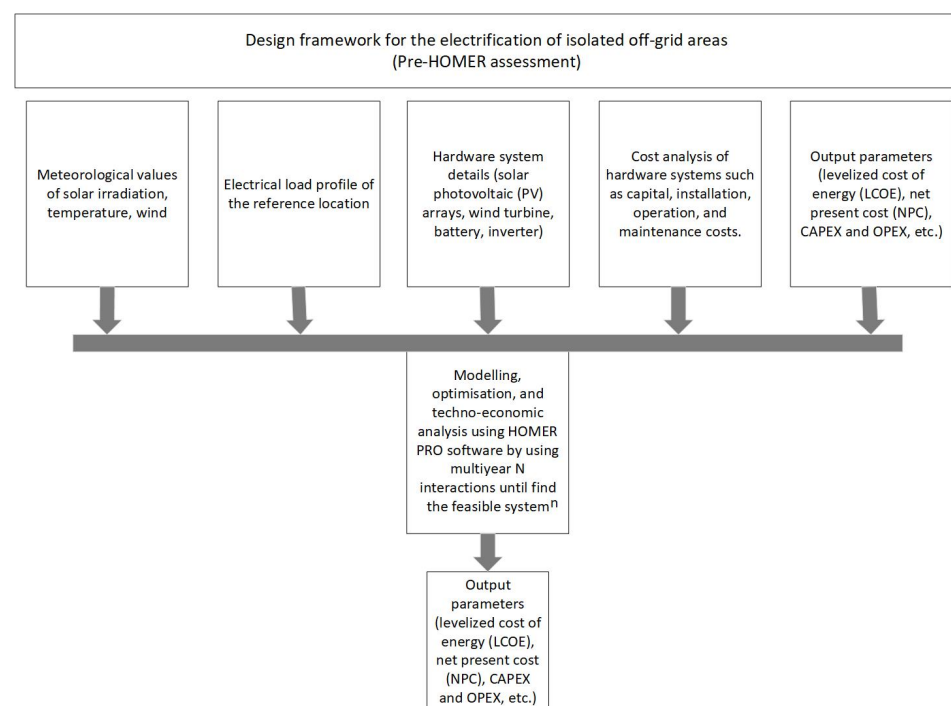 Design framework for the electrification of isolated off-grid areas
(Pre-HOMER assessment)
Meteorological values
of solar irradiation,
temperature, wind
Electrical load profile of
the reference location
Hardware system
details (solar
photovoltaic (PV)
arrays, wind turbine,
battery, inverter)
Cost analysis of
hardware systems such
as capital, installation,
operation, and
maintenance costs.
Output parameters
(levelized cost of
energy (LCOE), net
present cost (NPC),
CAPEX and OPEX, etc.)
Modelling,
optimisation, and
techno-economic
analysis using HOMER
PRO software by using
multiyear N
interactions until find
the feasible systemⁿ
Output
parameters
(levelized cost of
energy (LCOE),
net present cost
(NPC), CAPEX
and OPEX, etc.)